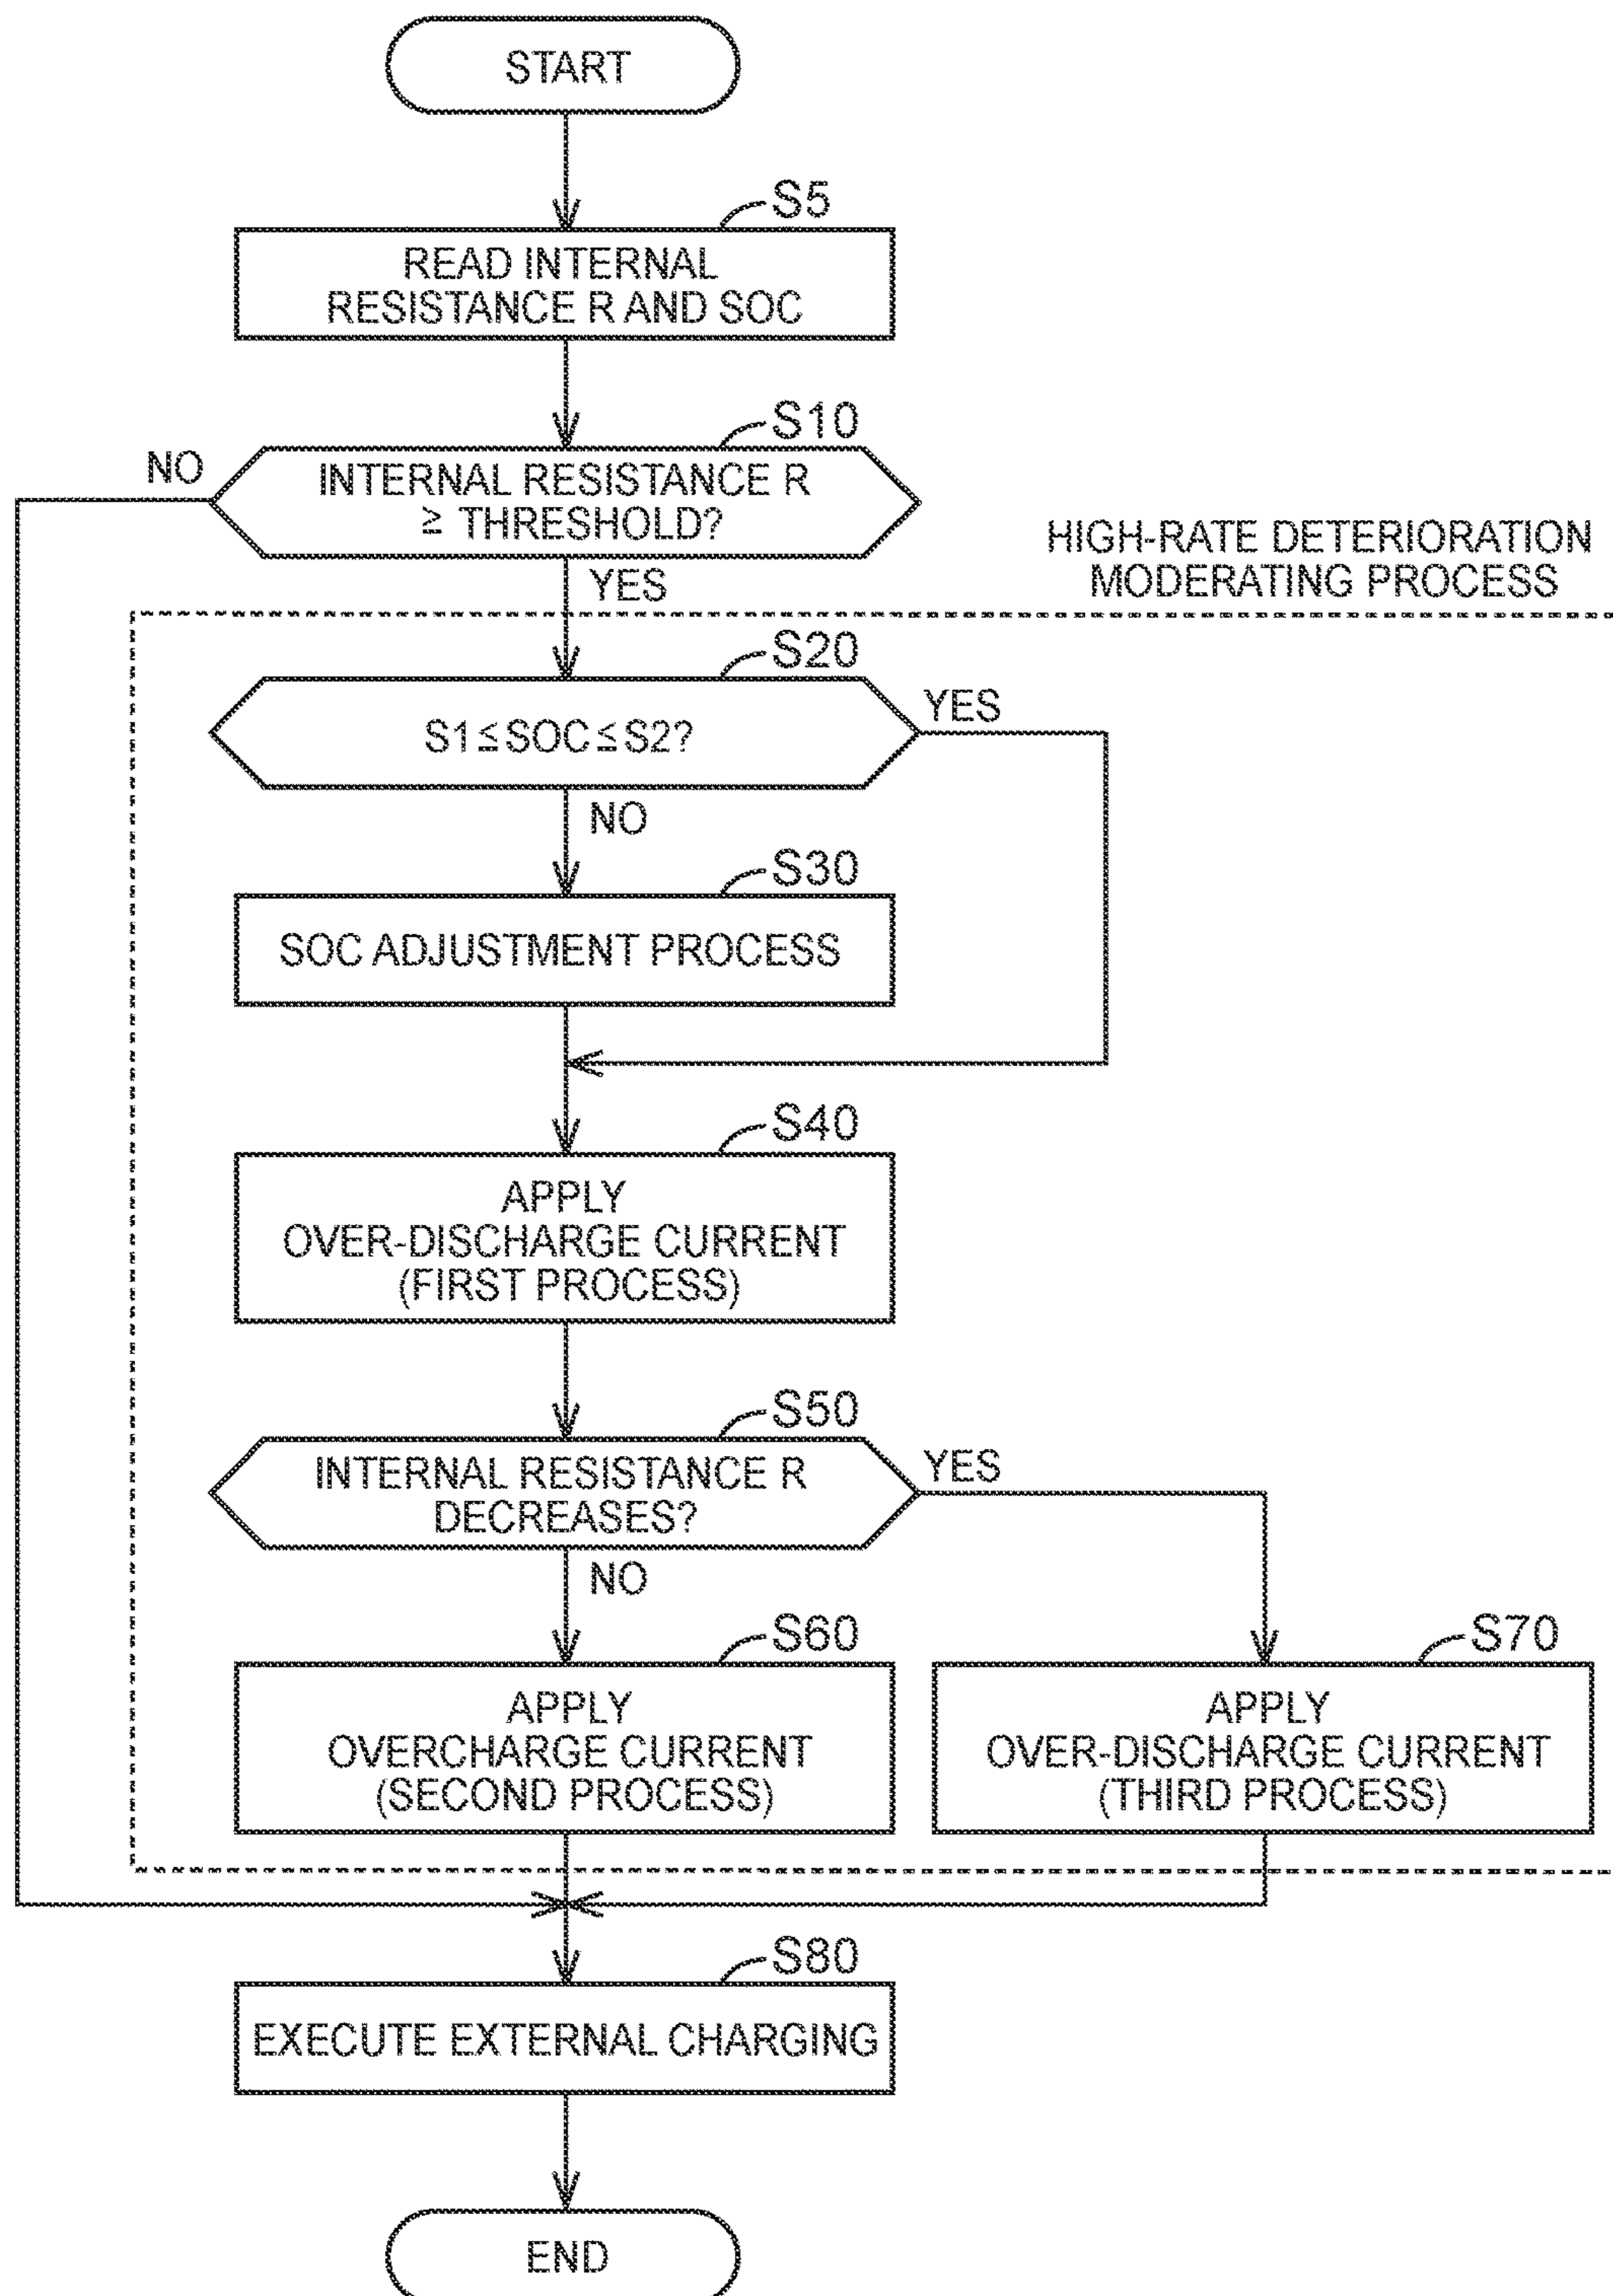 START
S5
READ INTERNAL
RESISTANCE R AND SOC
S10
NO
INTERNAL RESISTANCE R
≥ THRESHOLD?
YES
HIGH-RATE DETERIORATION
MODERATING PROCESS
S20
S1≦SOC≦S2?
YES
NO
S30
SOC ADJUSTMENT PROCESS
S40
APPLY
OVER-DISCHARGE CURRENT
(FIRST PROCESS)
S50
INTERNAL RESISTANCE R
DECREASES?
YES
NO
S60
APPLY
OVERCHARGE CURRENT
(SECOND PROCESS)
S70
APPLY
OVER-DISCHARGE CURRENT
(THIRD PROCESS)
S80
EXECUTE EXTERNAL CHARGING
END